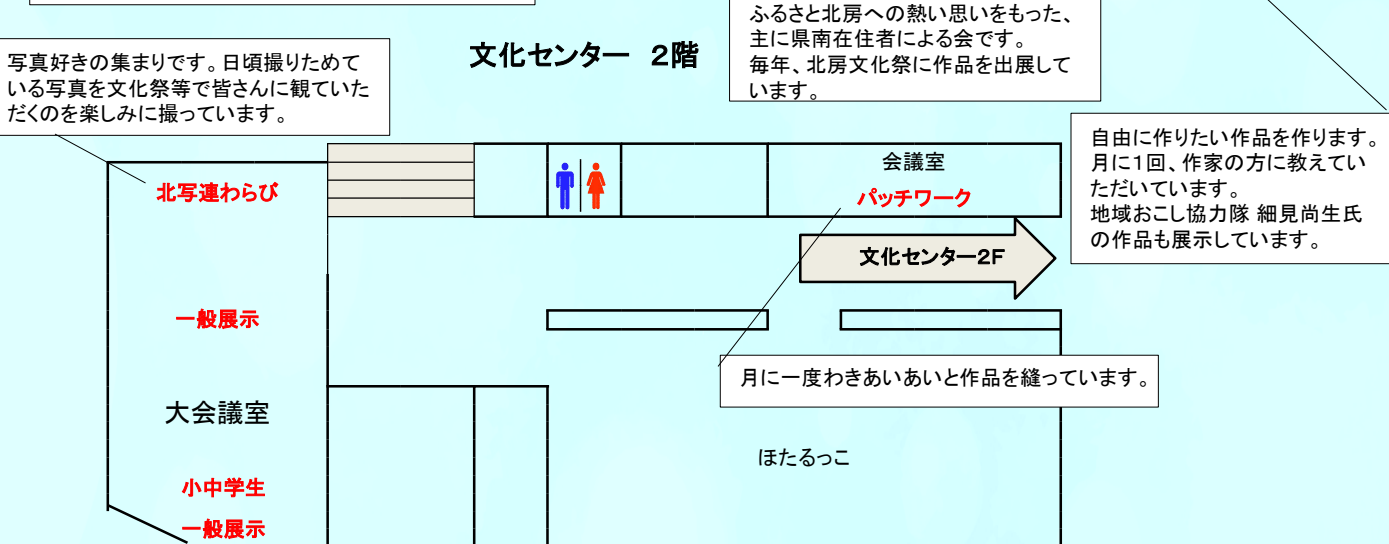 ふるさと北房への熱い思いをもった、
主に県南在住者による会です。
毎年、北房文化祭に作品を出展して
います。
文化センター 2階
写真好きの集まりです。日頃撮りためて
いる写真を文化祭等で皆さんに観ていた
だくのを楽しみに撮っています。
自由に作りたい作品を作ります。
月に1回、作家の方に教えてい
ただいています。
地域おこし協力隊 細見尚生氏
の作品も展示しています。
会議室
パッチワーク
北写連わらび
文化センター2F
一般展示
月に一度わきあいあいと作品を縫っています。
大会議室
ほたるっこ
小中学生
一般展示